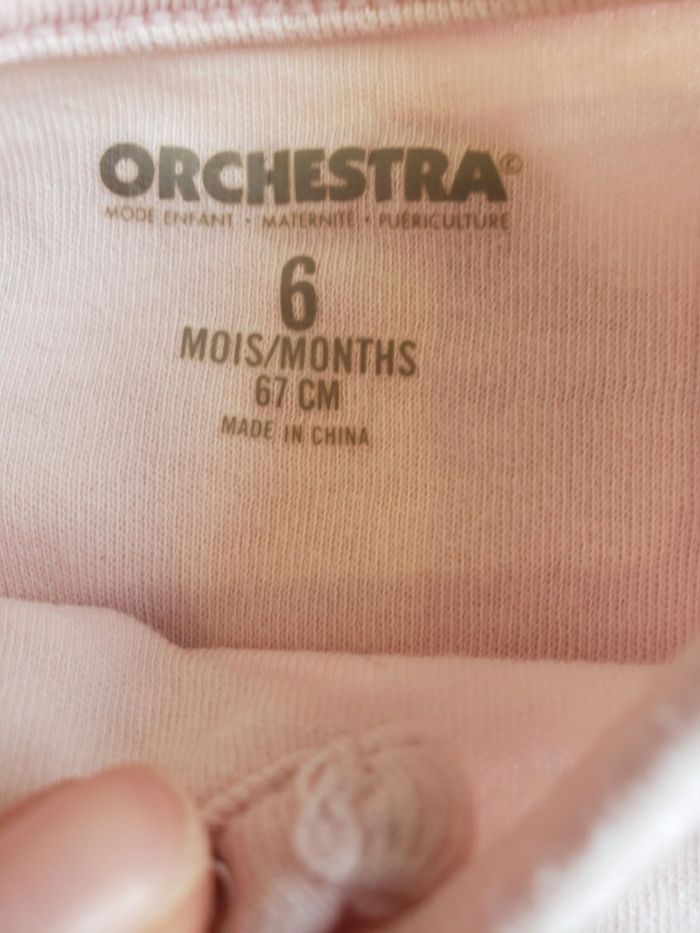 ORCHESTRA©
MODE ENFANT • MATERNITÉ • PUÉRICULTURE
6
MOIS/MONTHS
67 CM
MADE IN CHINA